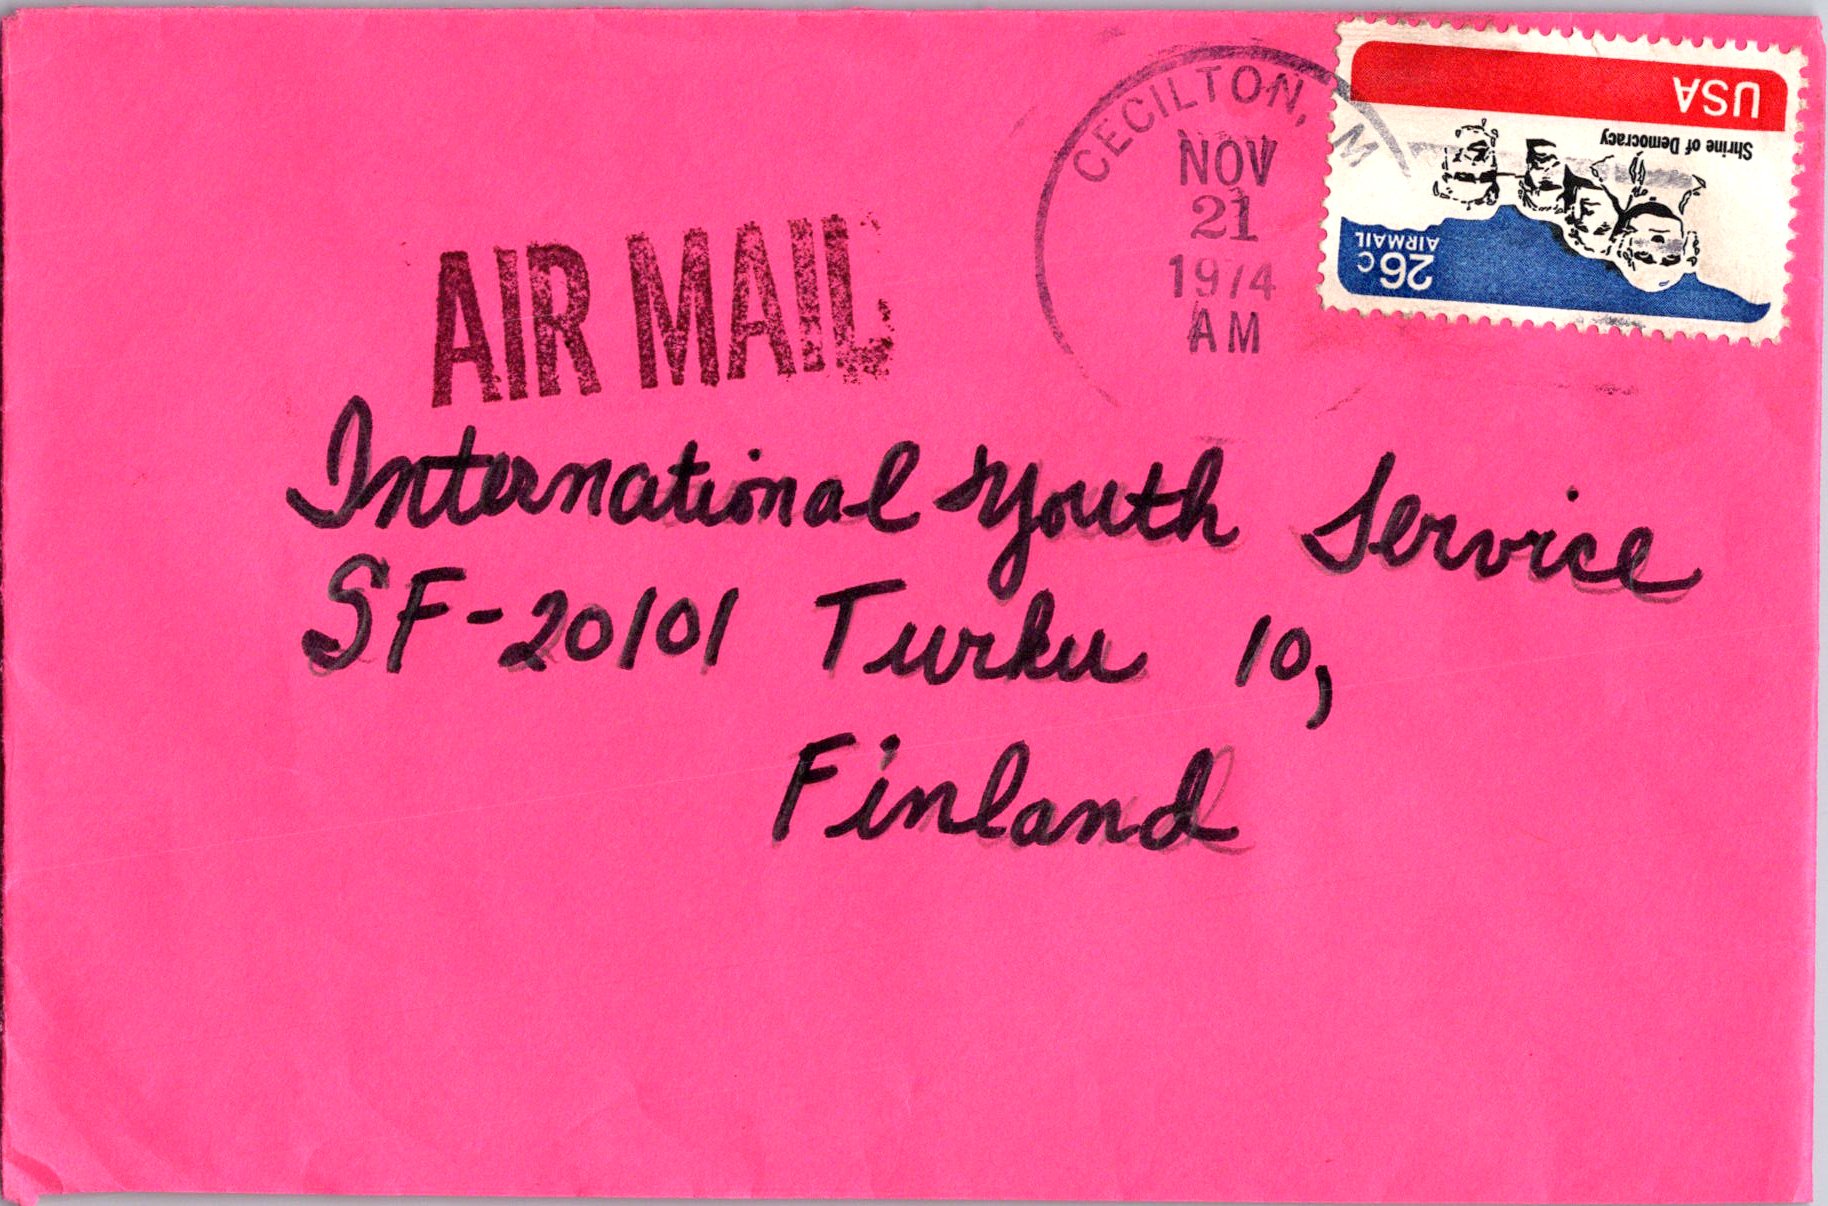 USA
Shrine of Democracy
26c
AIRMAIL
CECILTON, M
NOV
21
1974
AM
AIR MAIL
International Youth Service
SF-20101 Turku 10,
Finland